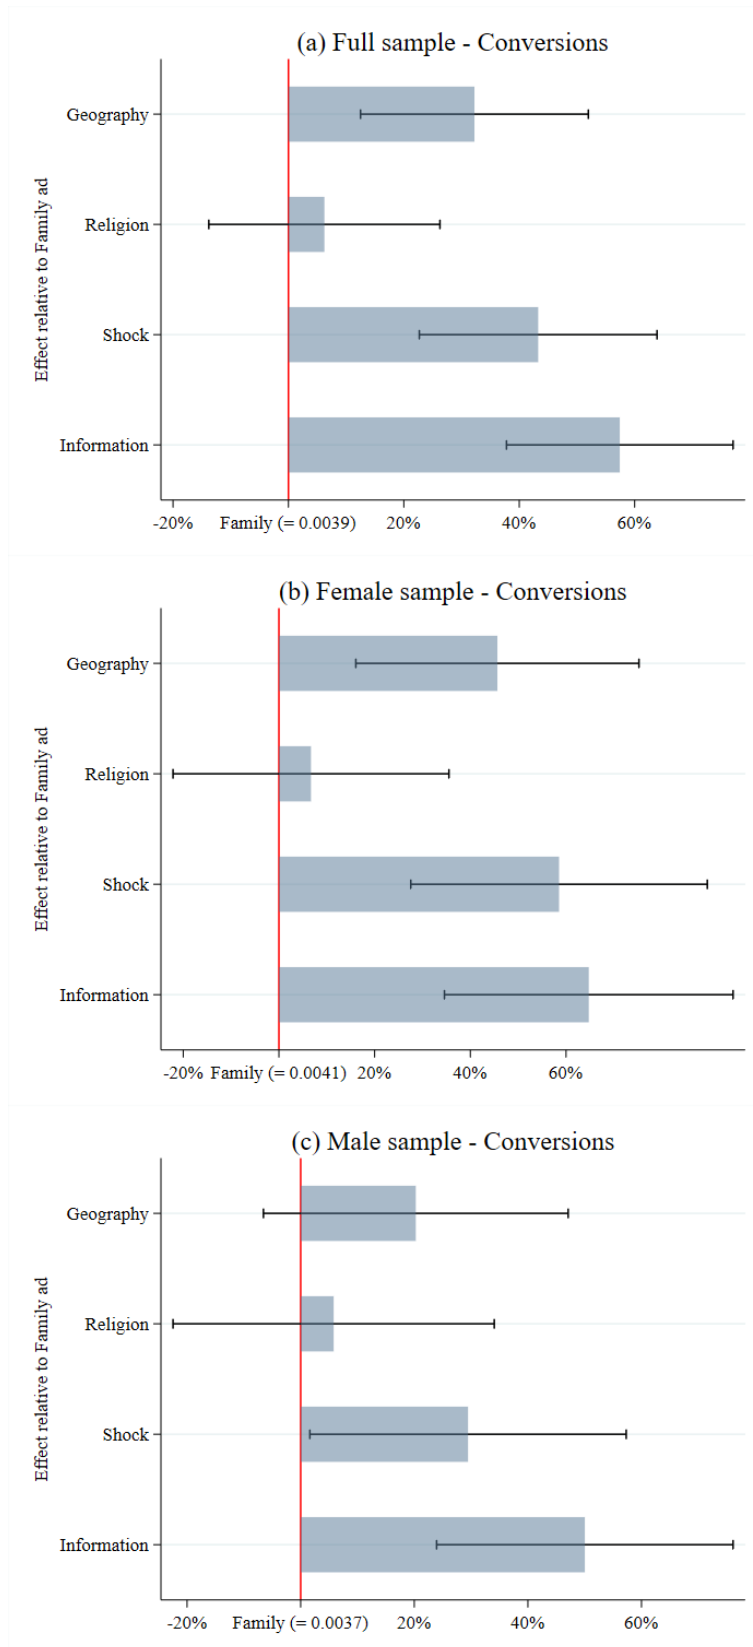 (a) Full sample - Conversions
Effect relative to Family ad
Geography
Religion
Shock
Information
-20% Family (= 0.0039) 20% 40% 60%
(b) Female sample - Conversions
Effect relative to Family ad
Geography
Religion
Shock
Information
-20% Family (= 0.0041) 20% 40% 60%
(c) Male sample - Conversions
Effect relative to Family ad
Geography
Religion
Shock
Information
-20% Family (= 0.0037) 20% 40% 60%